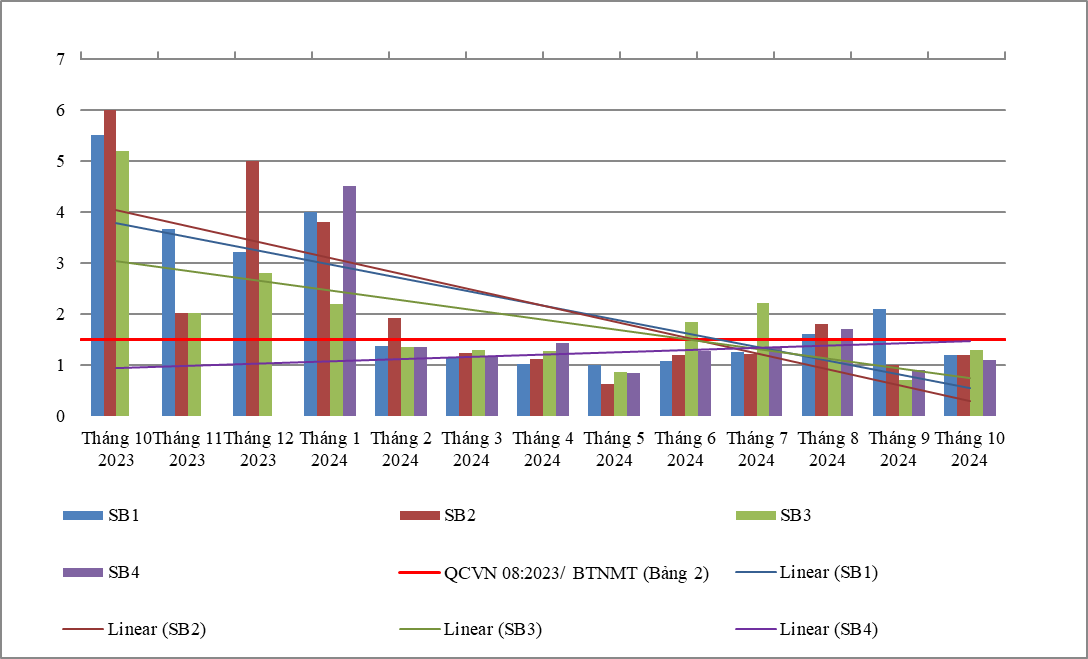 7
6
5
4
3
2
1
0
Tháng 10 Tháng 11 Tháng 12 Tháng 1 Tháng 2 Tháng 3 Tháng 4 Tháng 5 Tháng 6 Tháng 7 Tháng 8 Tháng 9 Tháng 10
2023 2023 2023 2024 2024 2024 2024 2024 2024 2024 2024 2024 2024
SB1 SB2 SB3
SB4 QCVN 08:2023/ BTNMT (Bảng 2) Linear (SB1)
Linear (SB2) Linear (SB3) Linear (SB4)